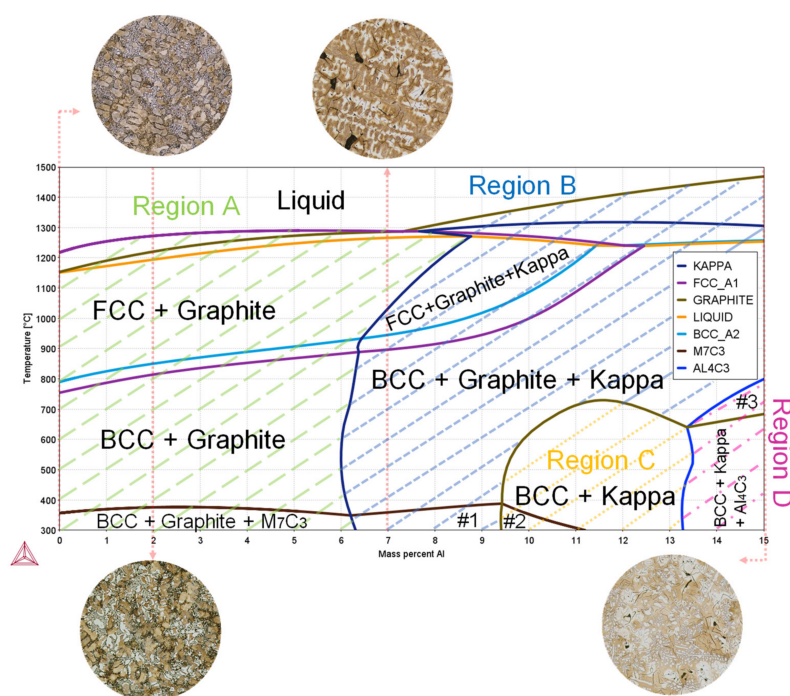 1500
1400
1300
1200
1100
1000
900
800
700
600
500
400
300
Temperature [°C]
Region A
Liquid
Region B
FCC + Graphite
FCC+Graphite+Kappa
KAPPA
FCC_A1
GRAPHITE
LIQUID
BCC_A2
M7C3
AL4C3
BCC + Graphite + Kappa
#3
BCC + Graphite
Region C
BCC + Kappa
BCC + Kappa
+ Al4C3
Region D
BCC + Graphite + M7C3
#1
#2
0 1 2 3 4 5 6 7 8 9 10 11 12 13 14 15
Mass percent Al